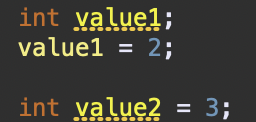 int value1;
value1 = 2;
int value2 = 3;